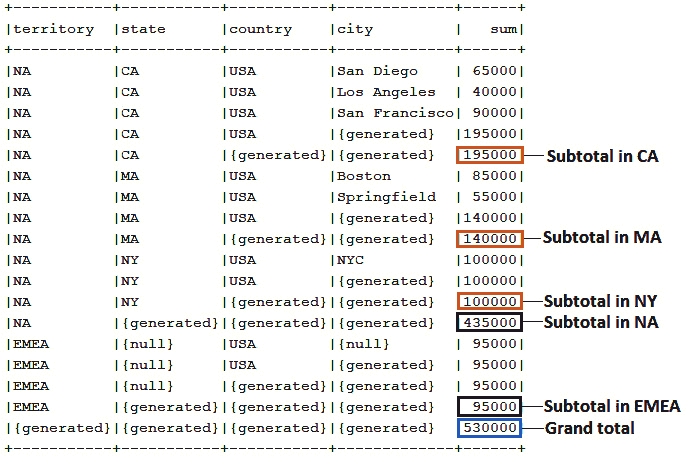 +-----------+-----------+-----------+-------------+------+
|territory |state |country |city | sum|
+-----------+-----------+-----------+-------------+------+
|NA |CA |USA |San Diego | 65000|
|NA |CA |USA |Los Angeles | 40000|
|NA |CA |USA |San Francisco| 90000|
|NA |CA |USA |{generated} |195000|
|NA |CA |{generated}|{generated} |195000| Subtotal in CA
|NA |MA |USA |Boston | 85000|
|NA |MA |USA |Springfield | 55000|
|NA |MA |USA |{generated} |140000|
|NA |MA |{generated}|{generated} |140000| Subtotal in MA
|NA |NY |USA |NYC |100000|
|NA |NY |USA |{generated} |100000|
|NA |NY |{generated}|{generated} |100000| Subtotal in NY
|NA |{generated}|{generated}|{generated} |435000| Subtotal in NA
|EMEA |{null} |USA |{null} | 95000|
|EMEA |{null} |USA |{generated} | 95000|
|EMEA |{null} |{generated}|{generated} | 95000|
|EMEA |{generated}|{generated}|{generated} | 95000| Subtotal in EMEA
|{generated}|{generated}|{generated}|{generated} |530000| Grand total
+-----------+-----------+-----------+-------------+------+